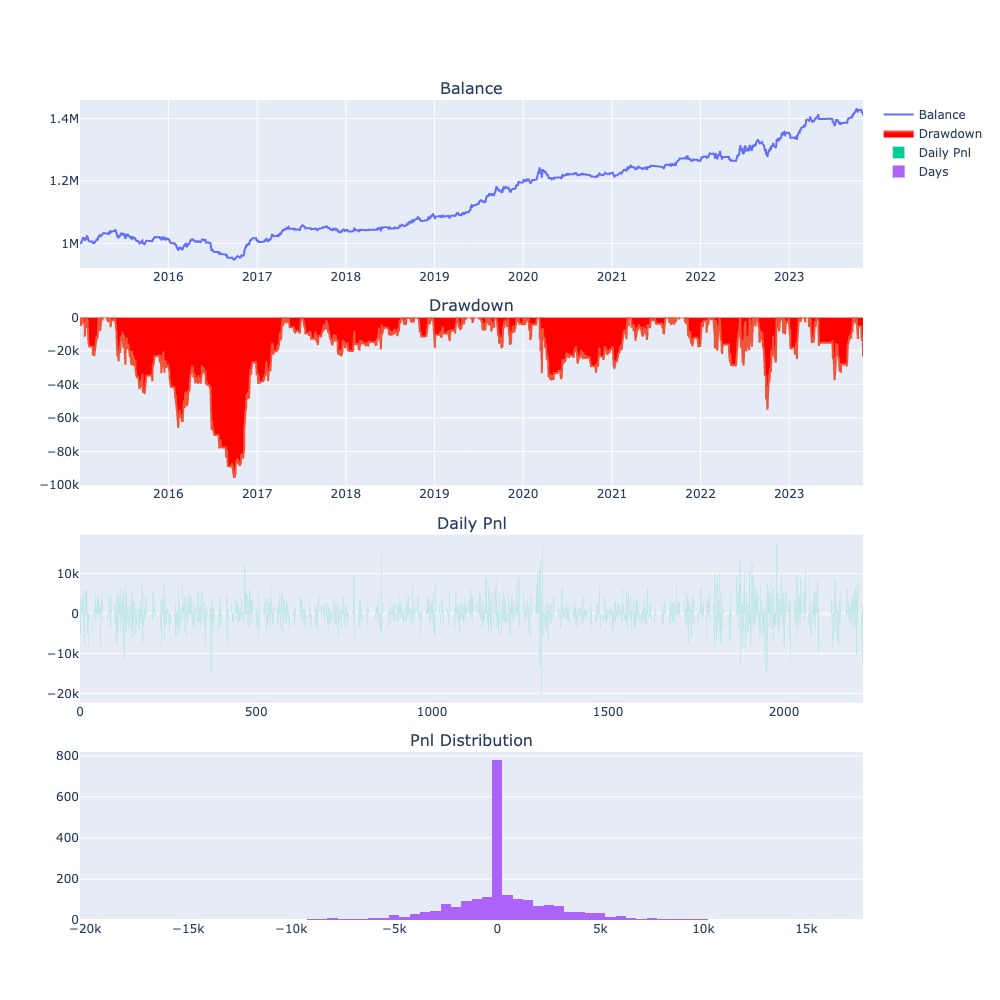 Balance
1.4M
1.2M
1M
2016 2017 2018 2019 2020 2021 2022 2023
Balance
Drawdown
Daily Pnl
Days
Drawdown
0
−20k
−40k
−60k
−80k
−100k
2016 2017 2018 2019 2020 2021 2022 2023
Daily Pnl
10k
0
−10k
−20k
0 500 1000 1500 2000
Pnl Distribution
800
600
400
200
0
−20k −15k −10k −5k 0 5k 10k 15k